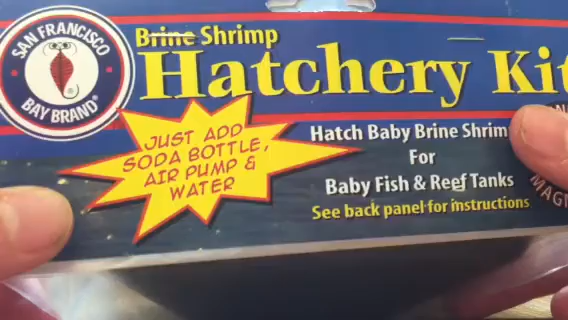 SAN FRANCISCO
BAY BRAND®
Brine Shrimp
Hatchery Kit
JUST ADD
SODA BOTTLE,
AIR PUMP &
WATER
Hatch Baby Brine Shrim
For
Baby Fish & Reef Tanks
See back panel for instructions